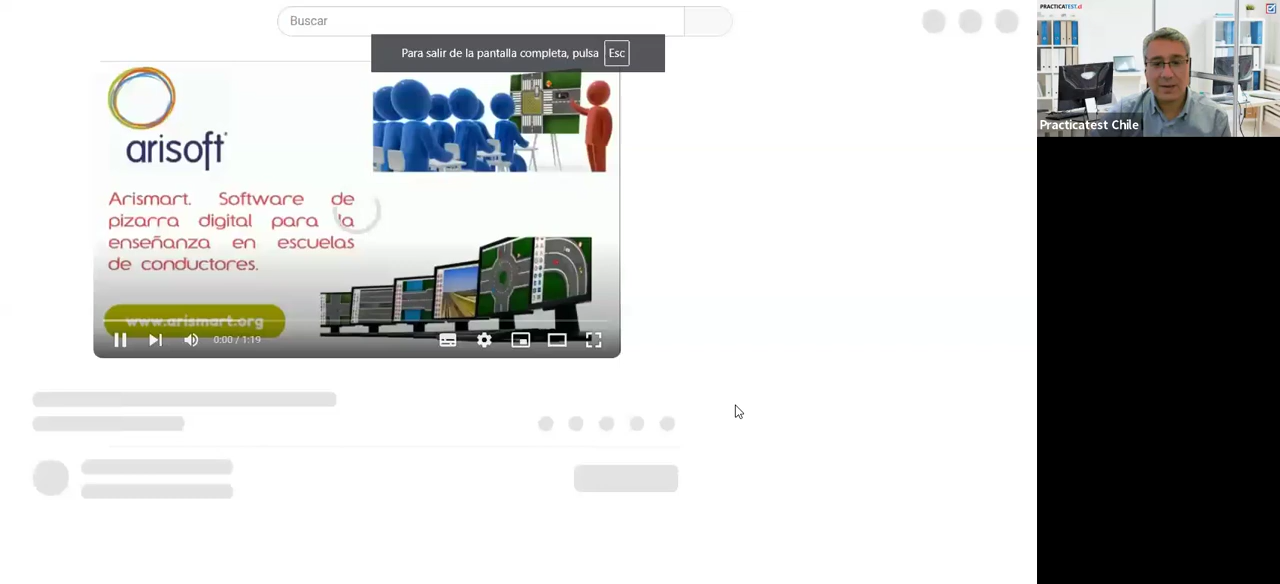 Buscar
Para salir de la pantalla completa, pulsa Esc
arisoft
Arismart. Software de
pizarra digital para la
enseñanza en escuelas
de conductores.
www.arismart.org
0:00 / 1:19
PRACTICATEST.cl
Practicatest Chile